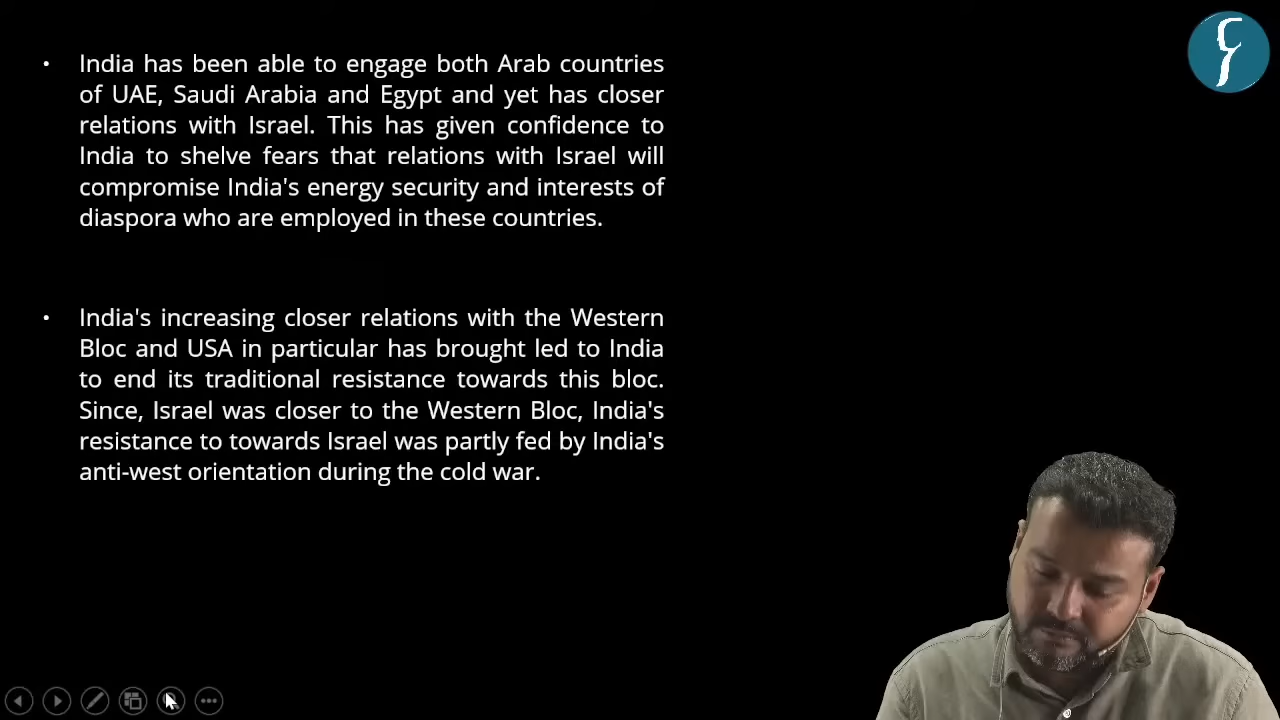 • India has been able to engage both Arab countries
of UAE, Saudi Arabia and Egypt and yet has closer
relations with Israel. This has given confidence to
India to shelve fears that relations with Israel will
compromise India's energy security and interests of
diaspora who are employed in these countries.
• India's increasing closer relations with the Western
Bloc and USA in particular has brought led to India
to end its traditional resistance towards this bloc.
Since, Israel was closer to the Western Bloc, India's
resistance to towards Israel was partly fed by India's
anti-west orientation during the cold war.